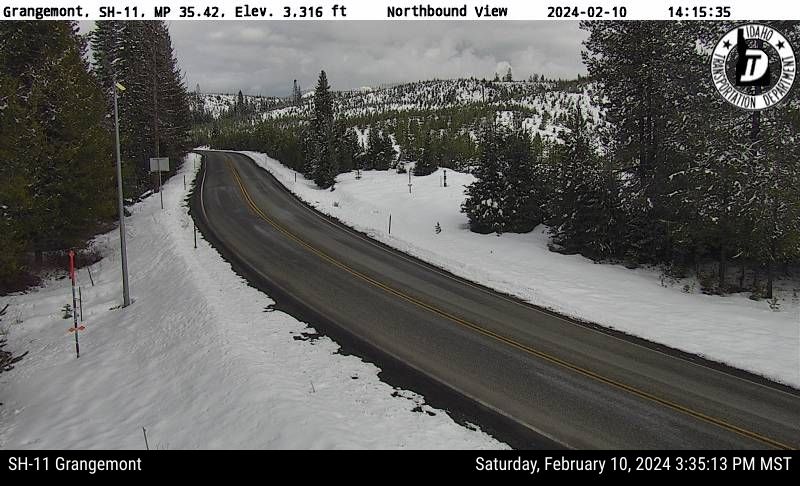 Grangemont, SH-11, MP 35.42, Elev. 3,316 ft Northbound View 2024-02-10 14:15:35
IDAHO
TRANSPORTATION DEPARTMENT
SH-11 Grangemont Saturday, February 10, 2024 3:35:13 PM MST